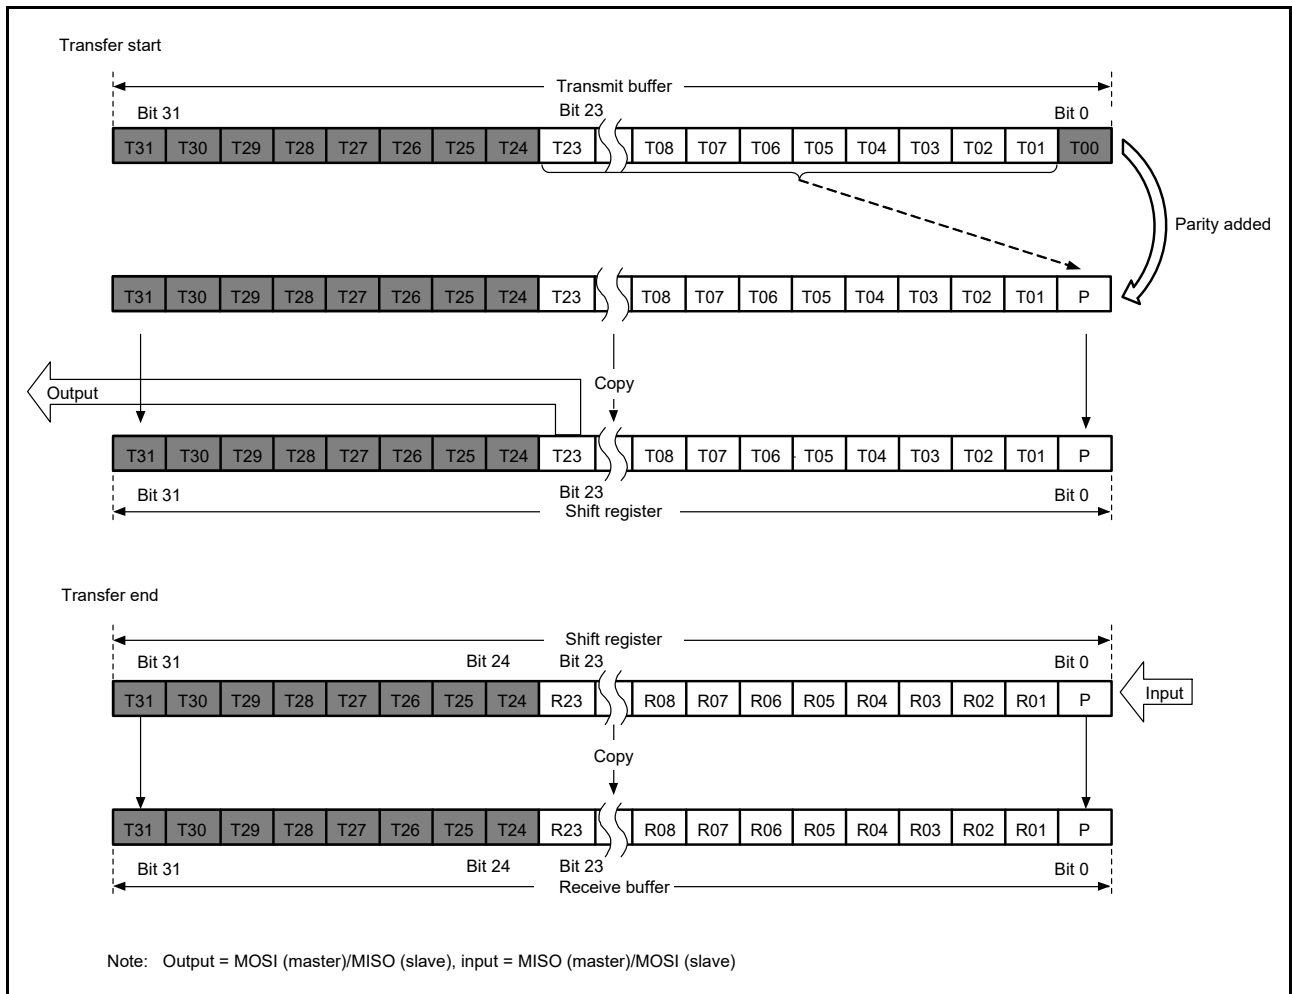 Transfer start
Transmit buffer
Bit 31 Bit 23 Bit 0
T31 T30 T29 T28 T27 T26 T25 T24 T23 T08 T07 T06 T05 T04 T03 T02 T01 T00
Parity added
T31 T30 T29 T28 T27 T26 T25 T24 T23 T08 T07 T06 T05 T04 T03 T02 T01 P
Output Copy
T31 T30 T29 T28 T27 T26 T25 T24 T23 T08 T07 T06 T05 T04 T03 T02 T01 P
Bit 31 Bit 23 Bit 0
Shift register
Transfer end
Shift register
Bit 31 Bit 24 Bit 23 Bit 0
T31 T30 T29 T28 T27 T26 T25 T24 R23 R08 R07 R06 R05 R04 R03 R02 R01 P Input
Copy
T31 T30 T29 T28 T27 T26 T25 T24 R23 R08 R07 R06 R05 R04 R03 R02 R01 P
Bit 31 Bit 24 Bit 23 Bit 0
Receive buffer
Note: Output = MOSI (master)/MISO (slave), input = MISO (master)/MOSI (slave)